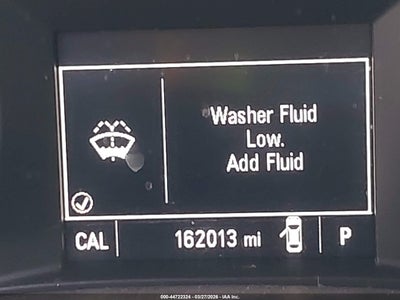 Washer Fluid
Low.
Add Fluid
CAL 162013 mi P
000-44722324 - 03/27/2026 - IAA Inc.